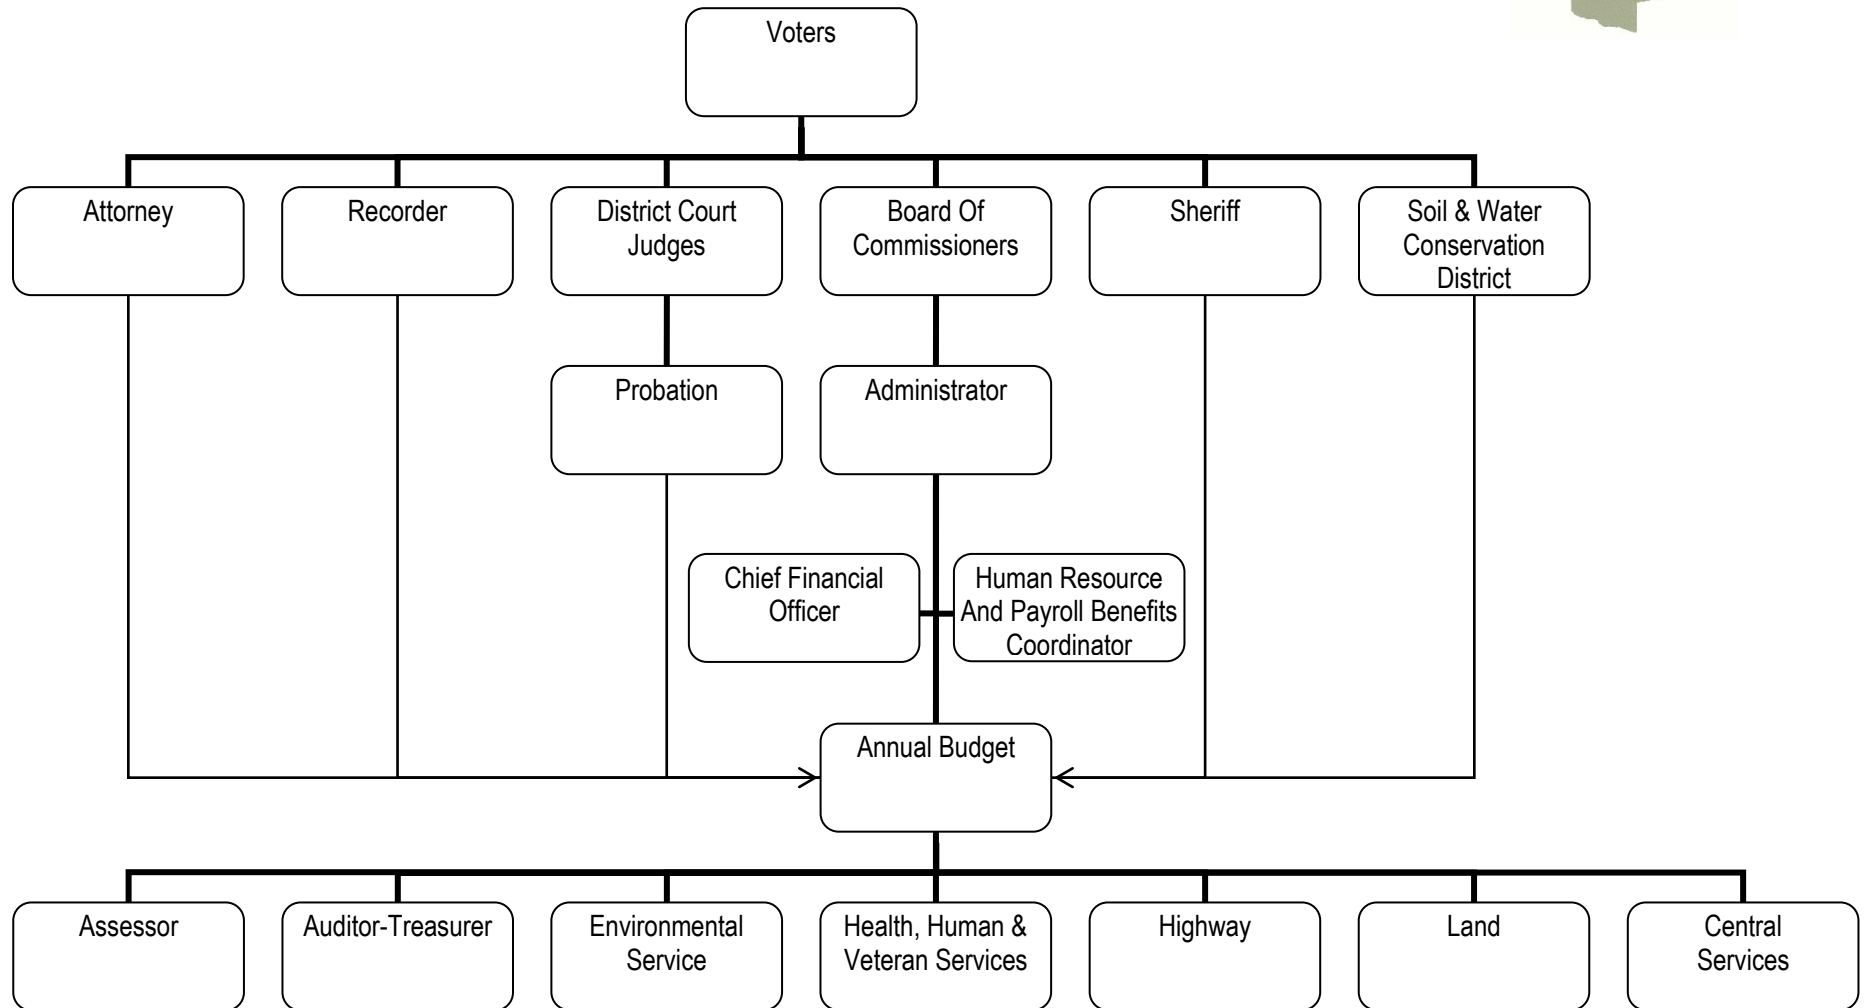 Voters
Attorney
Recorder
District Court
Judges
Board Of
Commissioners
Sheriff
Soil & Water
Conservation
District
Probation
Administrator
Chief Financial
Officer
Human Resource
And Payroll Benefits
Coordinator
Annual Budget
Assessor
Auditor-Treasurer
Environmental
Service
Health, Human &
Veteran Services
Highway
Land
Central
Services